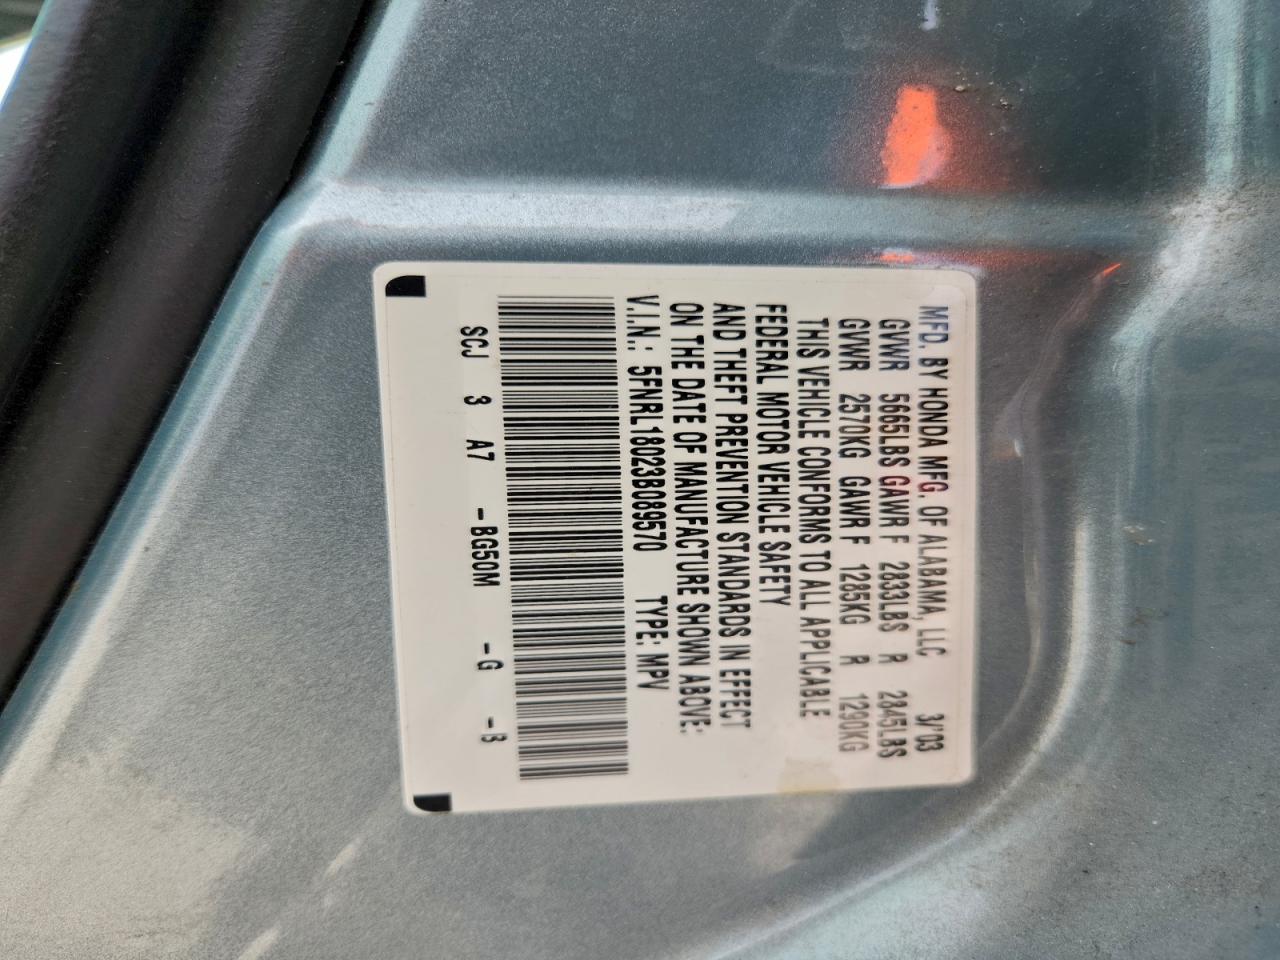 MFD. BY HONDA MFG. OF ALABAMA, LLC 3/'03
GVWR 5665LBS GAWR F 2833LBS R 2845LBS
GVWR 2570KG GAWR F 1285KG R 1290KG
THIS VEHICLE CONFORMS TO ALL APPLICABLE
FEDERAL MOTOR VEHICLE SAFETY
AND THEFT PREVENTION STANDARDS IN EFFECT
ON THE DATE OF MANUFACTURE SHOWN ABOVE:
V.I.N.: 5FNRL18023B089570 TYPE: MPV
SCJ 3 A7 -BG50M -G -B